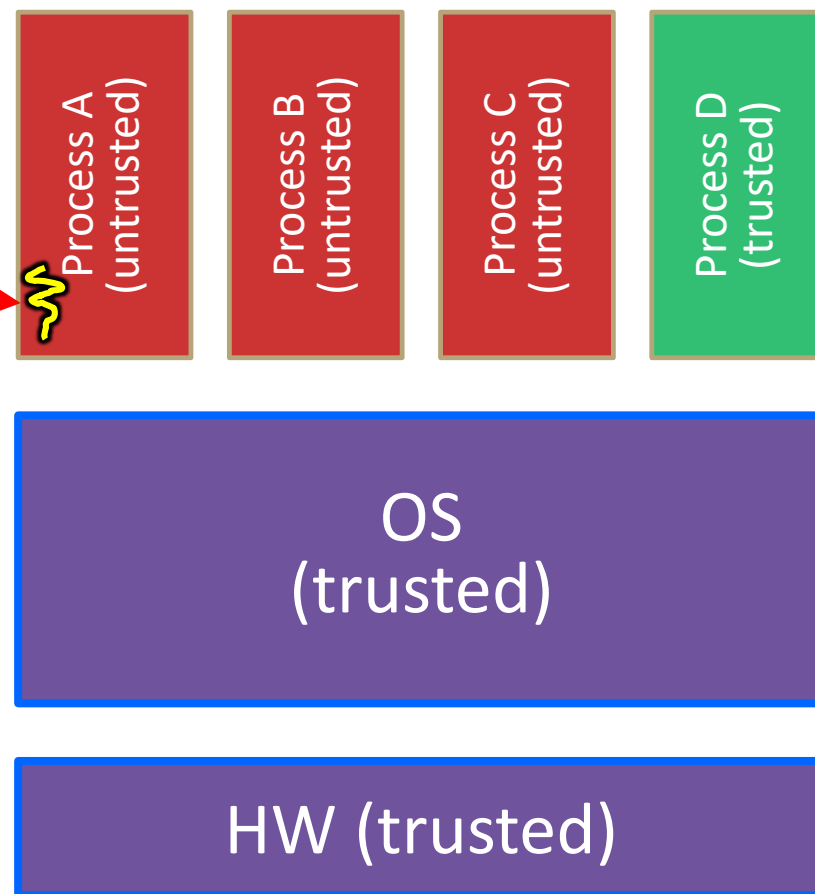 Process A
(untrusted)
Process B
(untrusted)
Process C
(untrusted)
Process D
(trusted)
OS
(trusted)
HW (trusted)